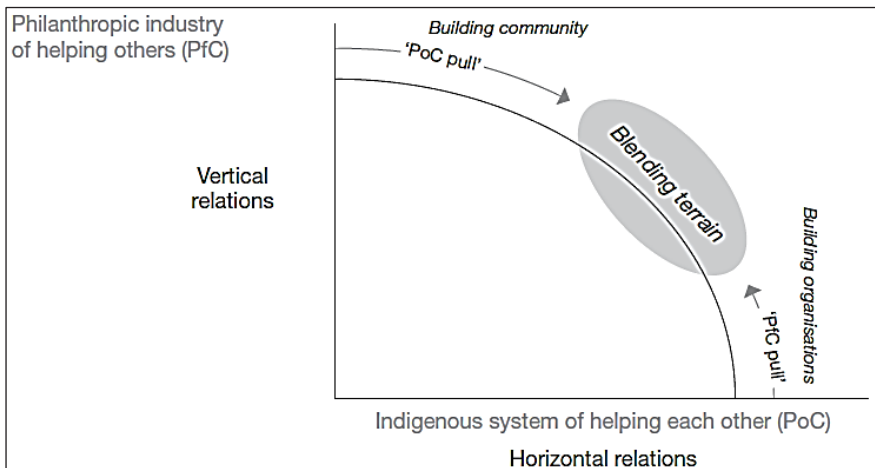 Philanthropic industry
of helping others (PfC)
Building community
'PoC pull'
Vertical
relations
Blending terrain
Building organisations
'PfC pull'
Indigenous system of helping each other (PoC)
Horizontal relations